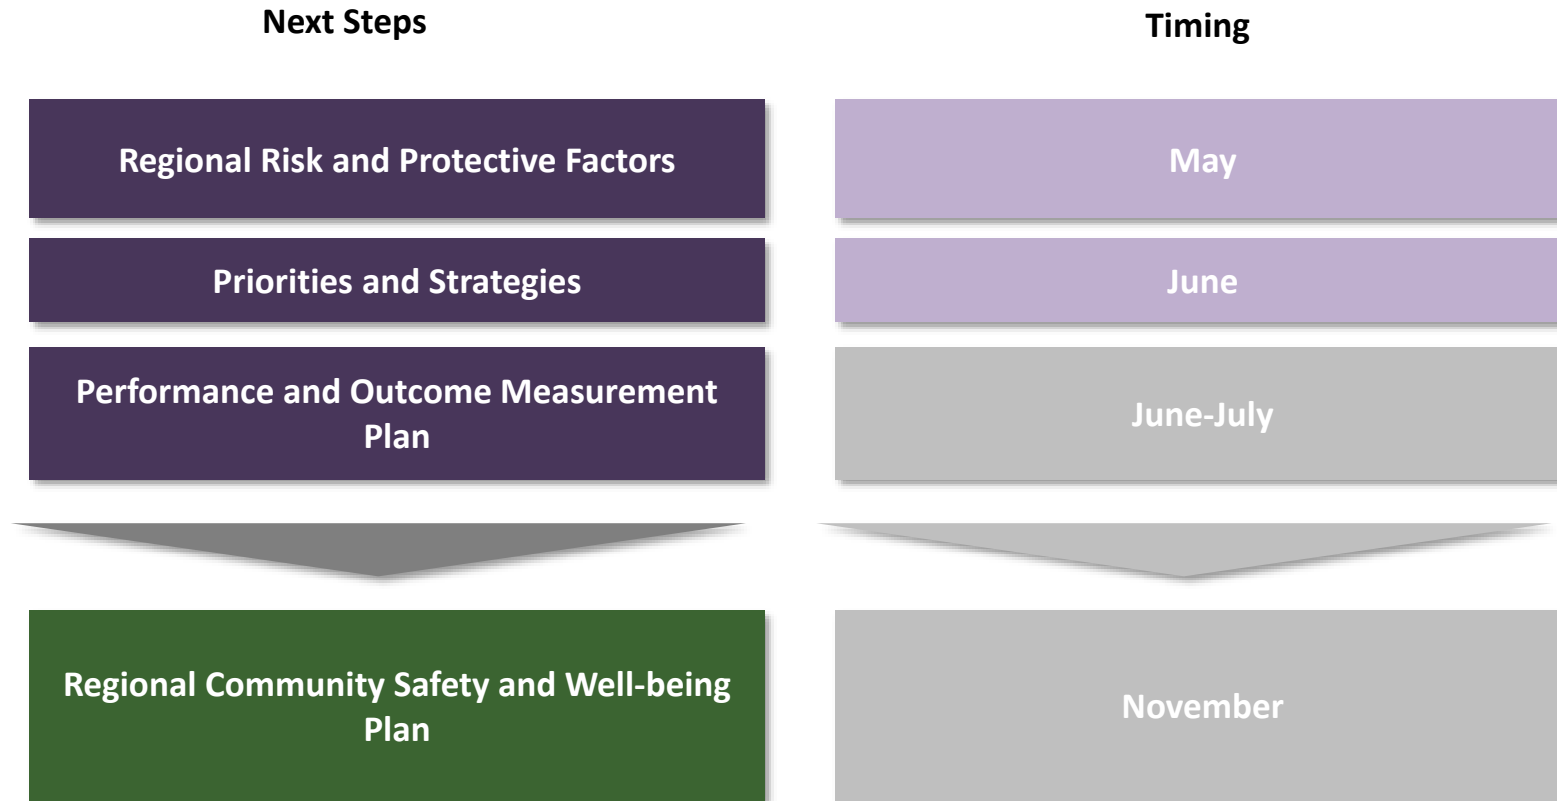 Next Steps
Timing
Regional Risk and Protective Factors
May
Priorities and Strategies
June
Performance and Outcome Measurement
Plan
June-July
Regional Community Safety and Well-being
Plan
November